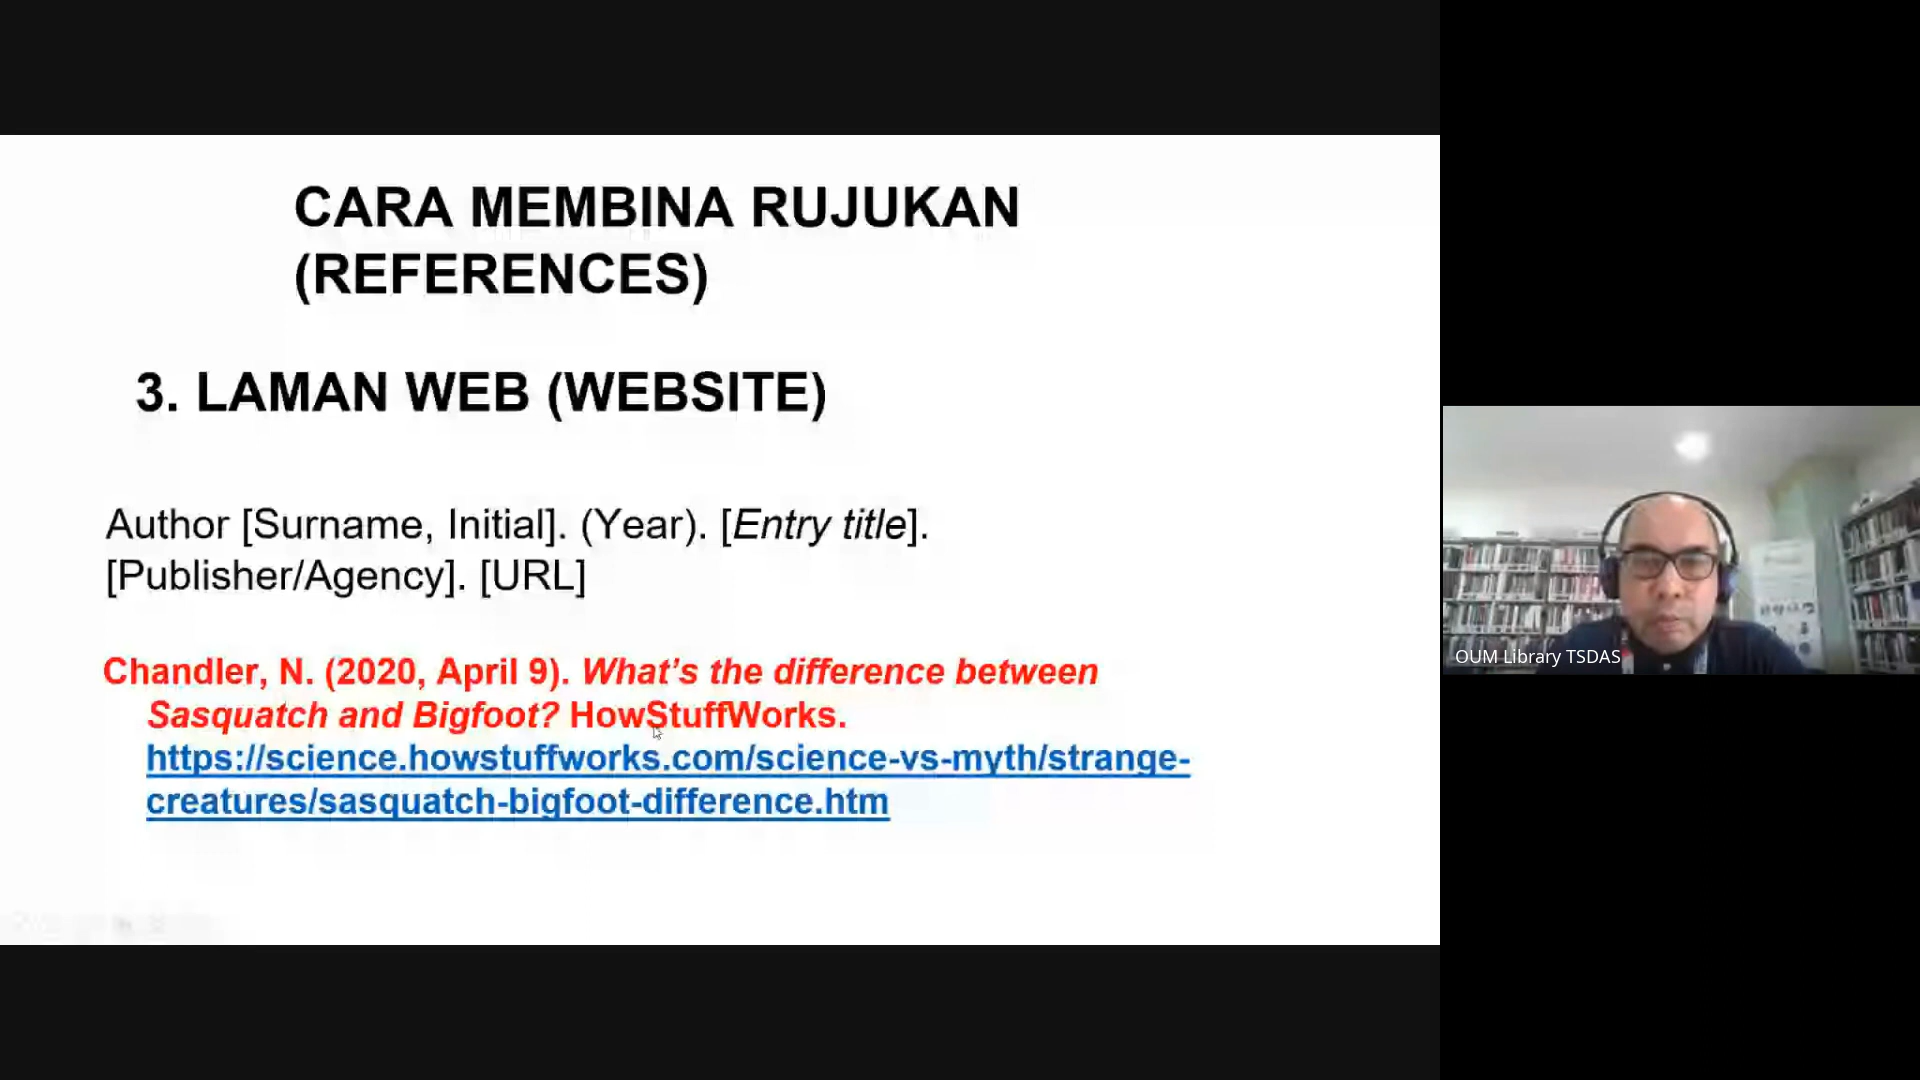 CARA MEMBINA RUJUKAN
(REFERENCES)
3. LAMAN WEB (WEBSITE)
Author [Surname, Initial]. (Year). [Entry title].
[Publisher/Agency]. [URL]
Chandler, N. (2020, April 9). What’s the difference between
Sasquatch and Bigfoot? HowStuffWorks.
https://science.howstuffworks.com/science-vs-myth/strange-
creatures/sasquatch-bigfoot-difference.htm
OUM Library TSDAS